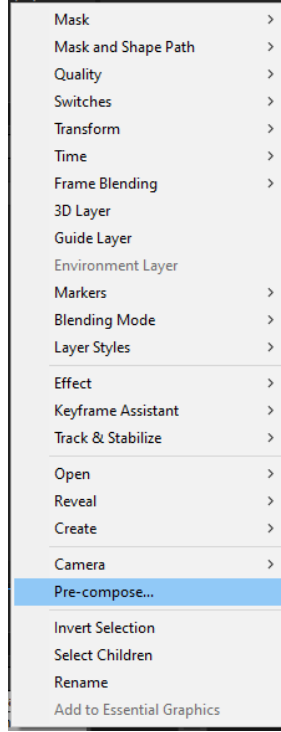 Mask
Mask and Shape Path
Quality
Switches
Transform
Time
Frame Blending
3D Layer
Guide Layer
Environment Layer
Markers
Blending Mode
Layer Styles
Effect
Keyframe Assistant
Track & Stabilize
Open
Reveal
Create
Camera
Pre-compose...
Invert Selection
Select Children
Rename
Add to Essential Graphics